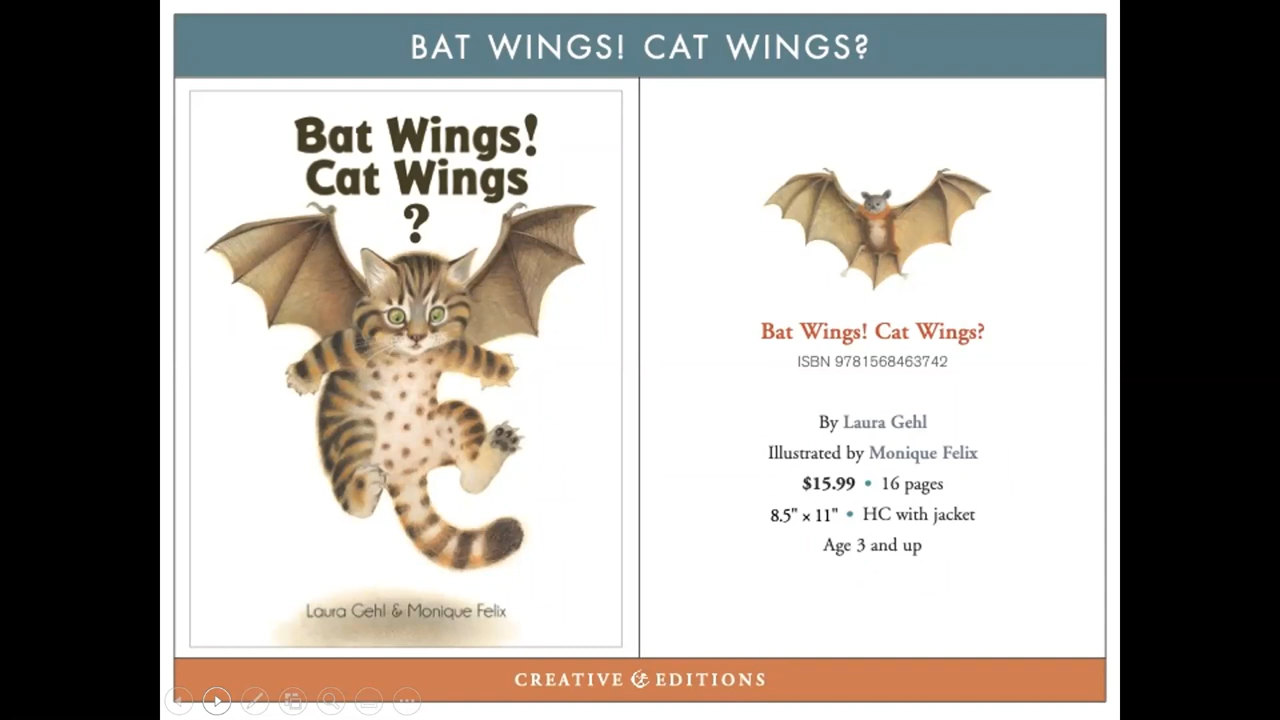 BAT WINGS! CAT WINGS?
Bat Wings!
Cat Wings
?
Laura Gehl & Monique Felix
Bat Wings! Cat Wings?
ISBN 9781568463742
By Laura Gehl
Illustrated by Monique Felix
$15.99 • 16 pages
8.5" × 11" • HC with jacket
Age 3 and up
CREATIVE EDITIONS